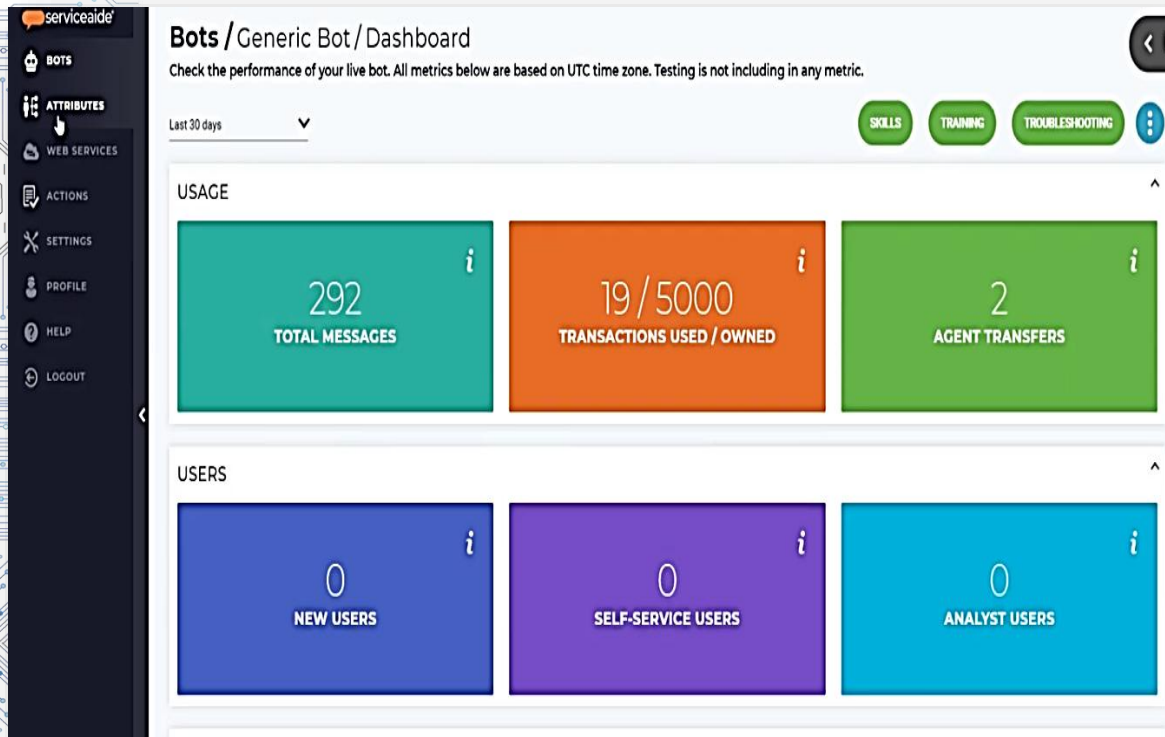 serviceaide
BOTS
ATTRIBUTES
WEB SERVICES
ACTIONS
SETTINGS
PROFILE
HELP
LOGOUT
Bots / Generic Bot / Dashboard
Check the performance of your live bot. All metrics below are based on UTC time zone. Testing is not including in any metric.
Last 30 days
SKILLS
TRAINING
TROUBLESHOOTING
USAGE
292
TOTAL MESSAGES
19 / 5000
TRANSACTIONS USED / OWNED
2
AGENT TRANSFERS
USERS
0
NEW USERS
0
SELF-SERVICE USERS
0
ANALYST USERS